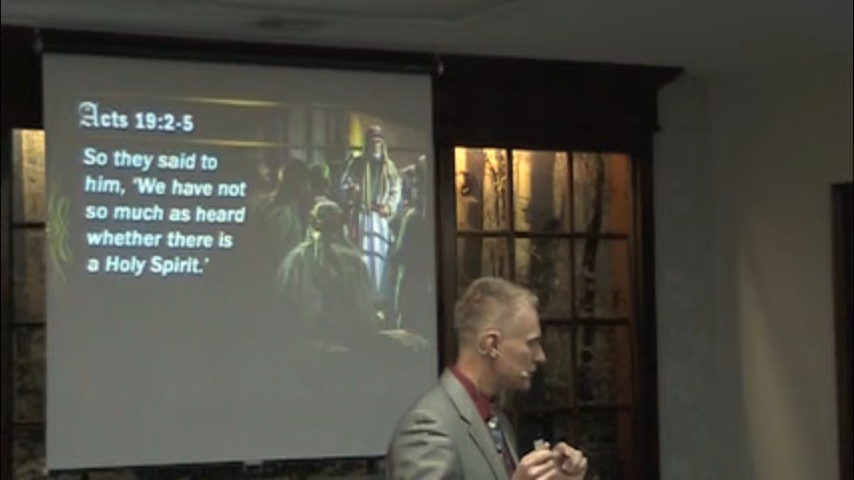 Acts 19:2-5
So they said to
him, 'We have not
so much as heard
whether there is
a Holy Spirit.'